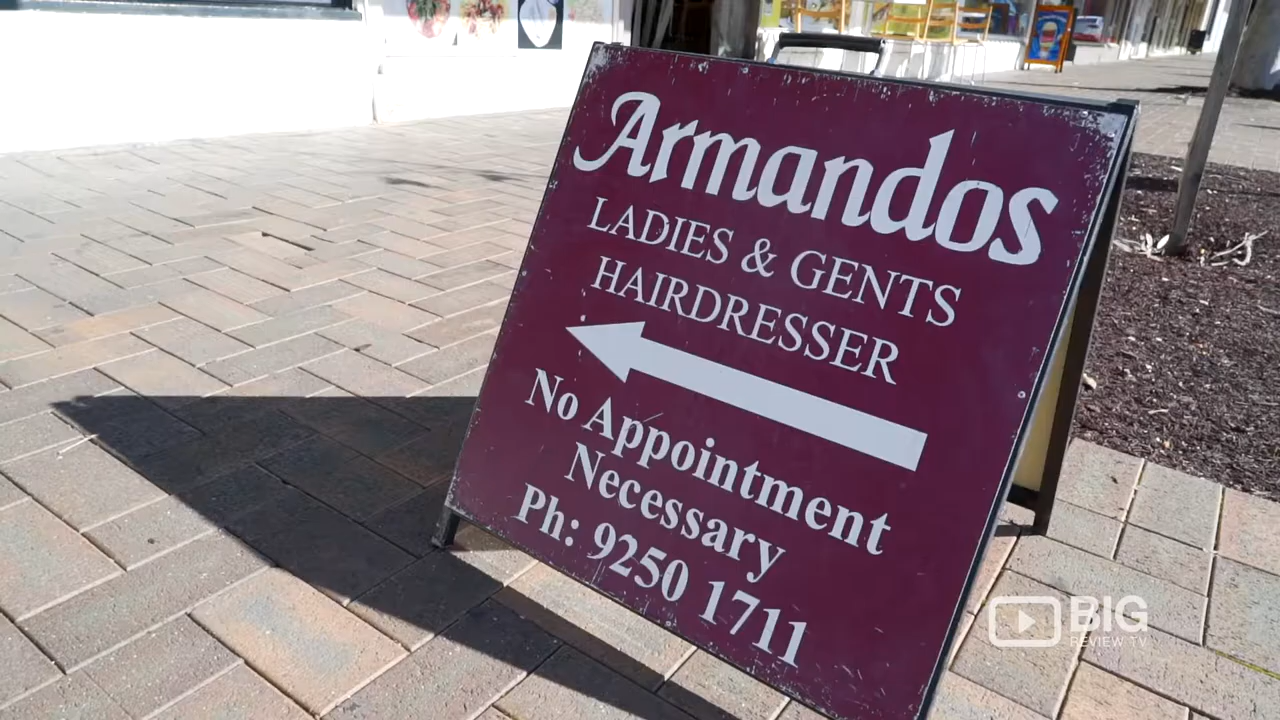 Armandos
LADIES & GENTS
HAIRDRESSER
No Appointment
Necessary
Ph: 9250 1711
BIG
REVIEW TV